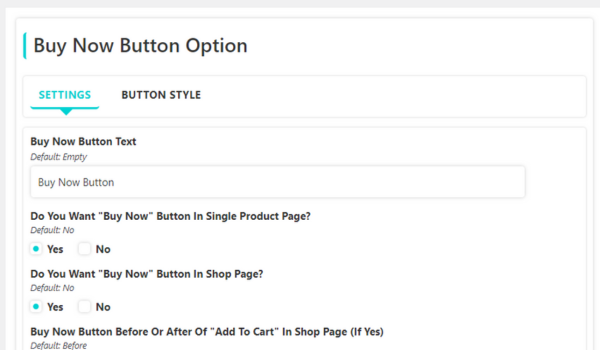 Buy Now Button Option
SETTINGS BUTTON STYLE
Buy Now Button Text
Default: Empty
Buy Now Button
Do You Want "Buy Now" Button In Single Product Page?
Default: No
Yes No
Do You Want "Buy Now" Button In Shop Page?
Default: No
Yes No
Buy Now Button Before Or After Of "Add To Cart" In Shop Page (If Yes)
Default: Before